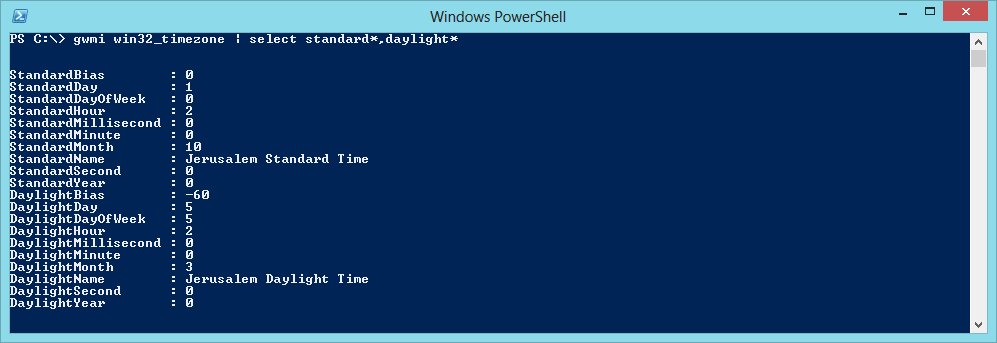 Windows PowerShell
PS C:\> gwmi win32_timezone | select standard*,daylight*
StandardBias : 0
StandardDay : 1
StandardDayOfWeek : 0
StandardHour : 2
StandardMillisecond : 0
StandardMinute : 0
StandardMonth : 10
StandardName : Jerusalem Standard Time
StandardSecond : 0
StandardYear : 0
DaylightBias : -60
DaylightDay : 5
DaylightDayOfWeek : 5
DaylightHour : 2
DaylightMillisecond : 0
DaylightMinute : 0
DaylightMonth : 3
DaylightName : Jerusalem Daylight Time
DaylightSecond : 0
DaylightYear : 0